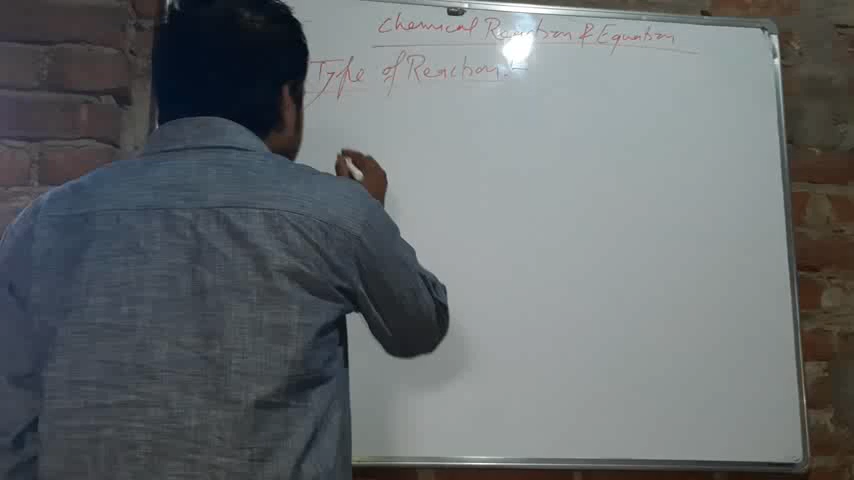 Chemical Reaction & Equation
Type of Reaction :-